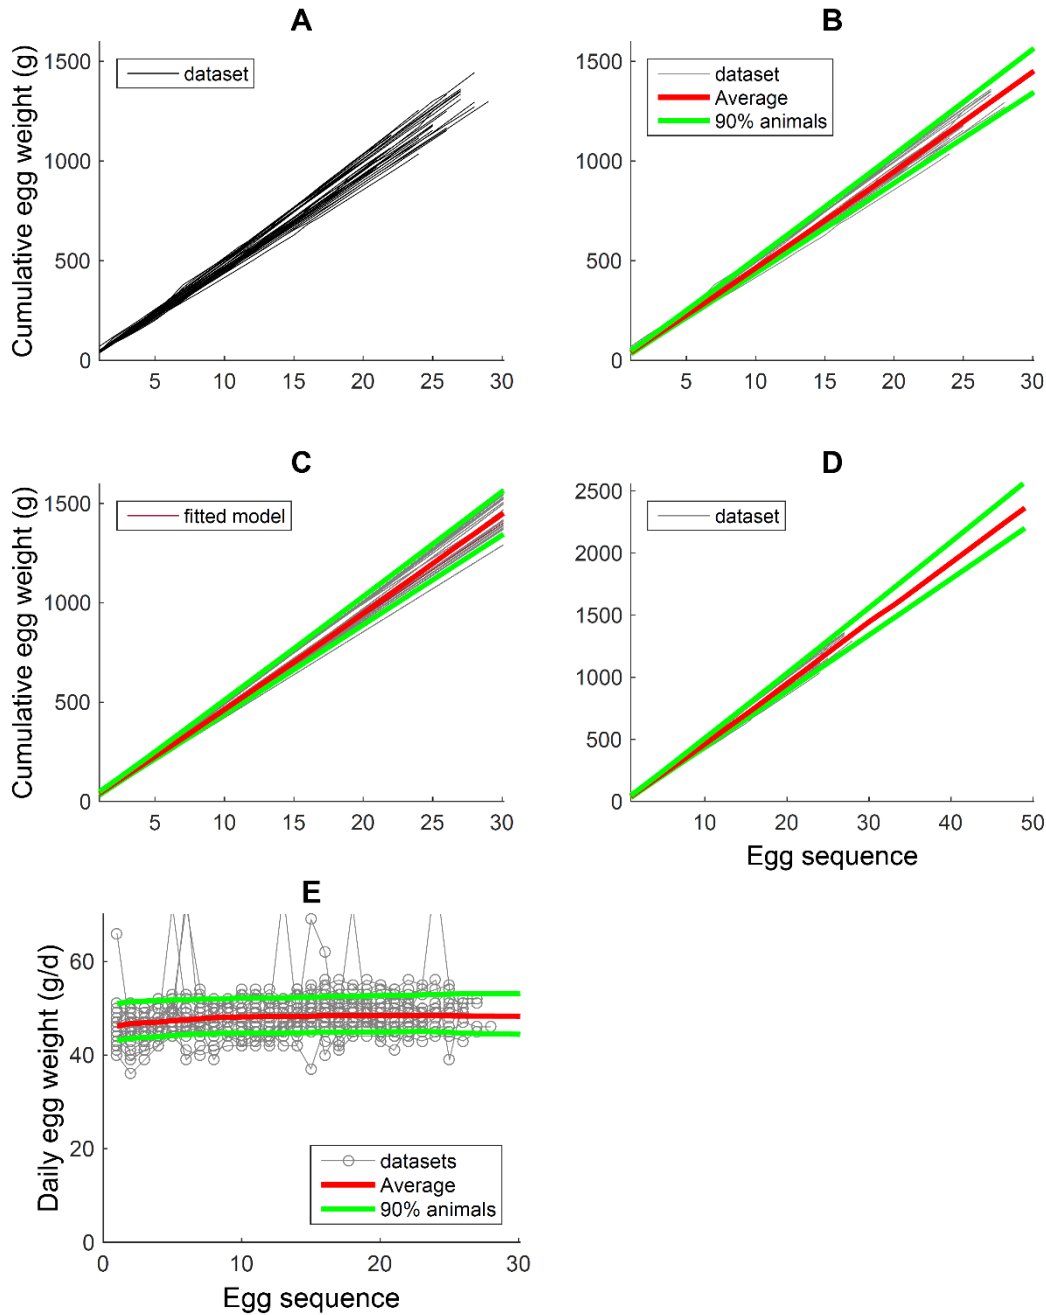 A
Cumulative egg weight (g)
1500
1000
500
0
dataset
5 10 15 20 25 30
B
1500
1000
500
0
dataset
Average
90% animals
5 10 15 20 25 30
C
Cumulative egg weight (g)
1500
1000
500
0
fitted model
5 10 15 20 25 30
D
2500
2000
1500
1000
500
0
dataset
10 20 30 40 50
Egg sequence
E
Daily egg weight (g/d)
60
40
20
0
datasets
Average
90% animals
0 10 20 30
Egg sequence